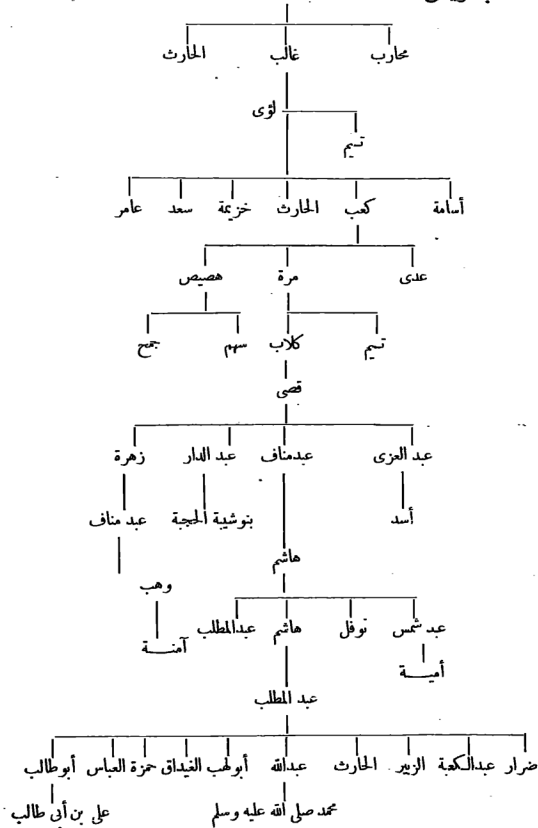 محارب غالب الحارث
لؤى
تيم
أسامة كعب الحارث خزيمة سعد عامر
عدى مرة هصيص
تيم كلاب سهم جمح
قصى
عبد العزى عبدمناف عبد الدار زهرة
أسد بنوشيبة الحجبة عبد مناف
هاشم
وهب
عبد شمس نوفل هاشم عبدالمطلب
آمنة
أمية
عبد المطلب
ضرار عبدالكعبة الزبير الحارث عبدالله أبولهب الغيداق حمزة العباس أبوطالب
محمد صلى الله عليه وسلم على بن أبى طالب